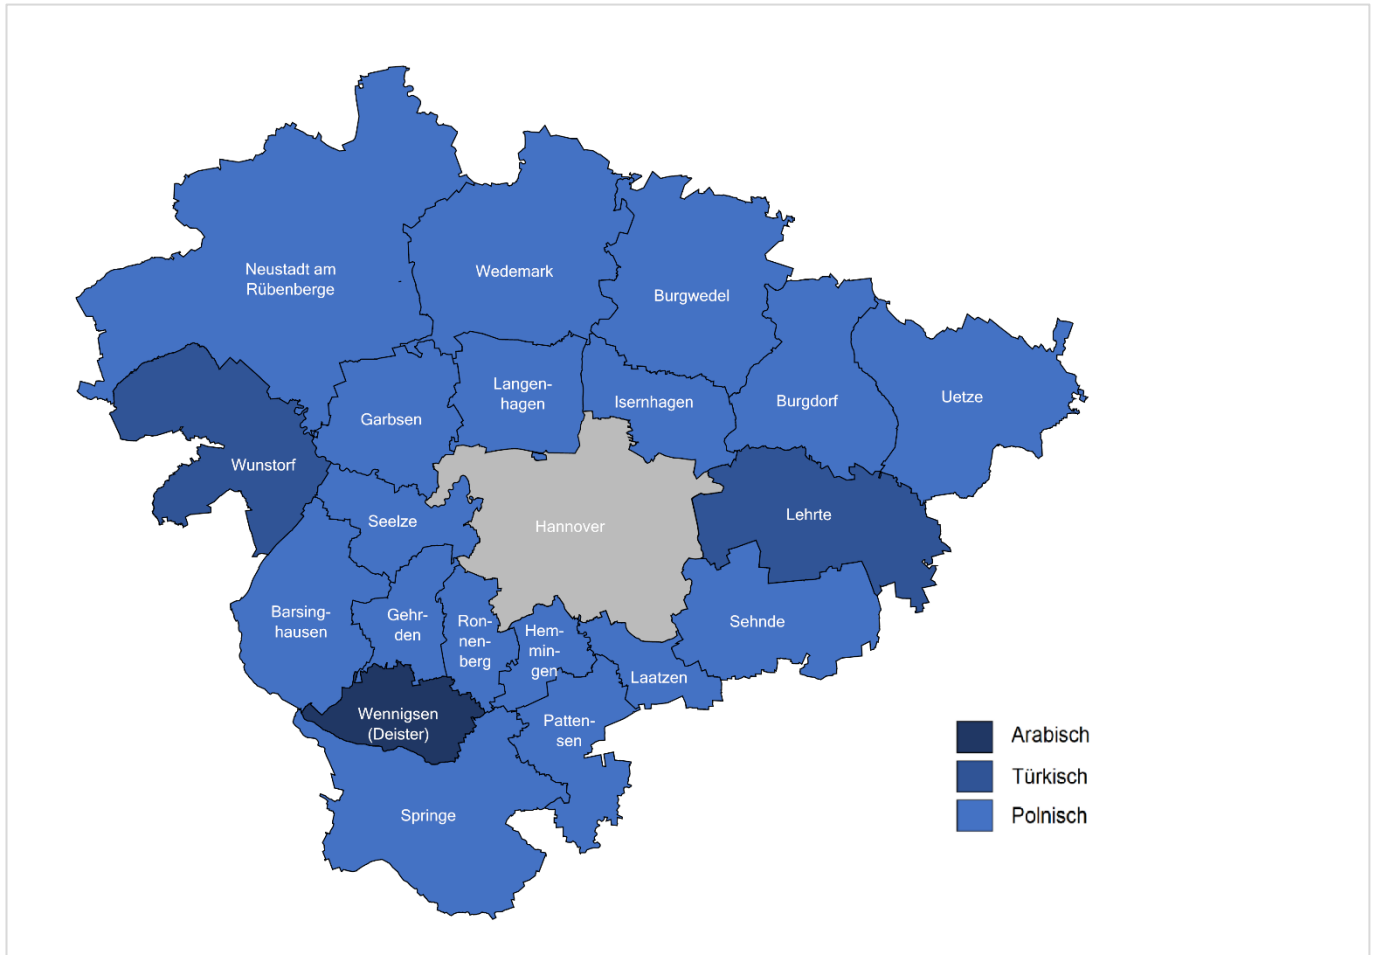 Neustadt am
Rübenberge
Wedemark
Burgwedel
Langen-
hagen
Isernhagen
Burgdorf
Uetze
Garbsen
Wunstorf
Seelze
Hannover
Lehrte
Barsing-
hausen
Gehr-
den
Ron-
nen-
berg
Hem-
min-
gen
Sehnde
Laatzen
Wennigsen
(Deister)
Patten-
sen
Springe
Arabisch
Türkisch
Polnisch